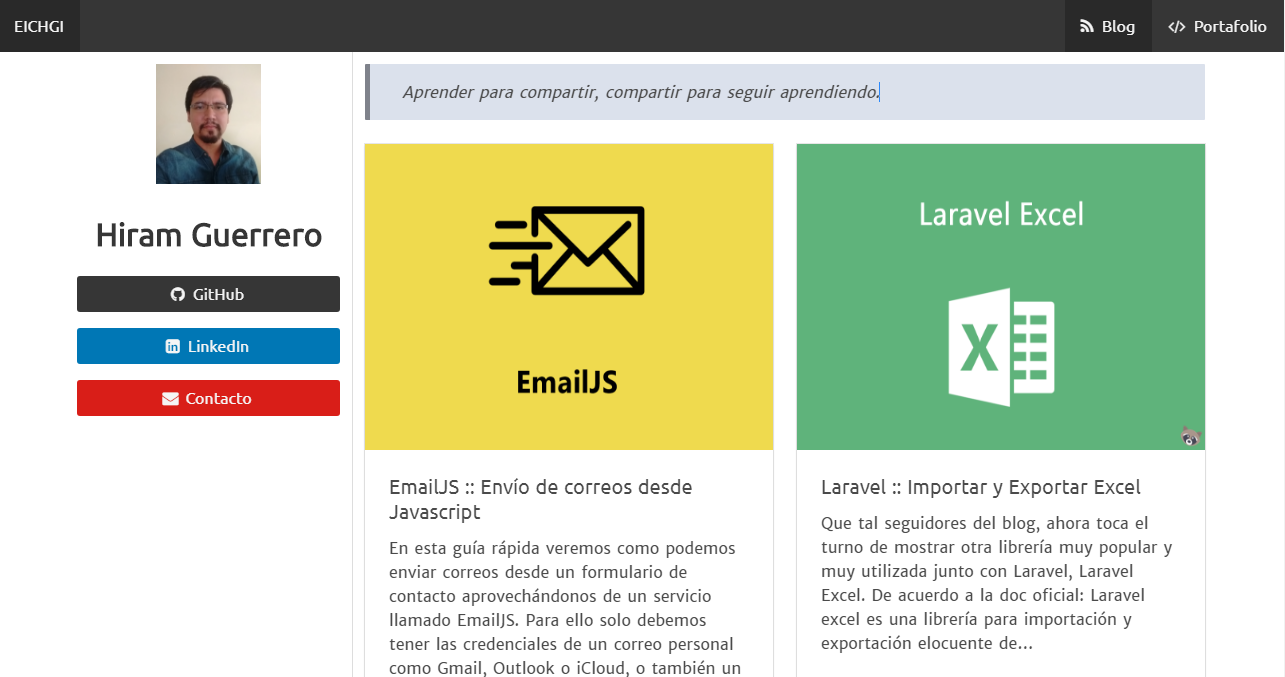 EICHGI
Blog
Portafolio
Hiram Guerrero
GitHub
LinkedIn
Contacto
Aprender para compartir, compartir para seguir aprendiendo.
EmailJS
EmailJS :: Envío de correos desde
Javascript
En esta guía rápida veremos como podemos
enviar correos desde un formulario de
contacto aprovechándonos de un servicio
llamado EmailJS. Para ello solo debemos
tener las credenciales de un correo personal
como Gmail, Outlook o iCloud, o también un
Laravel Excel
X
Laravel :: Importar y Exportar Excel
Que tal seguidores del blog, ahora toca el
turno de mostrar otra librería muy popular y
muy utilizada junto con Laravel, Laravel
Excel. De acuerdo a la doc oficial: Laravel
excel es una librería para importación y
exportación elocuente de...